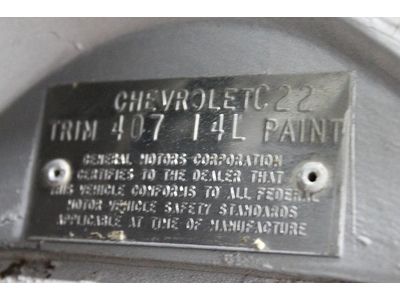 CHEVROLET C22
TRIM 407 14L PAINT
GENERAL MOTORS CORPORATION
CERTIFIES TO THE DEALER THAT
THIS VEHICLE CONFORMS TO ALL FEDERAL
MOTOR VEHICLE SAFETY STANDARDS
APPLICABLE AT TIME OF MANUFACTURE